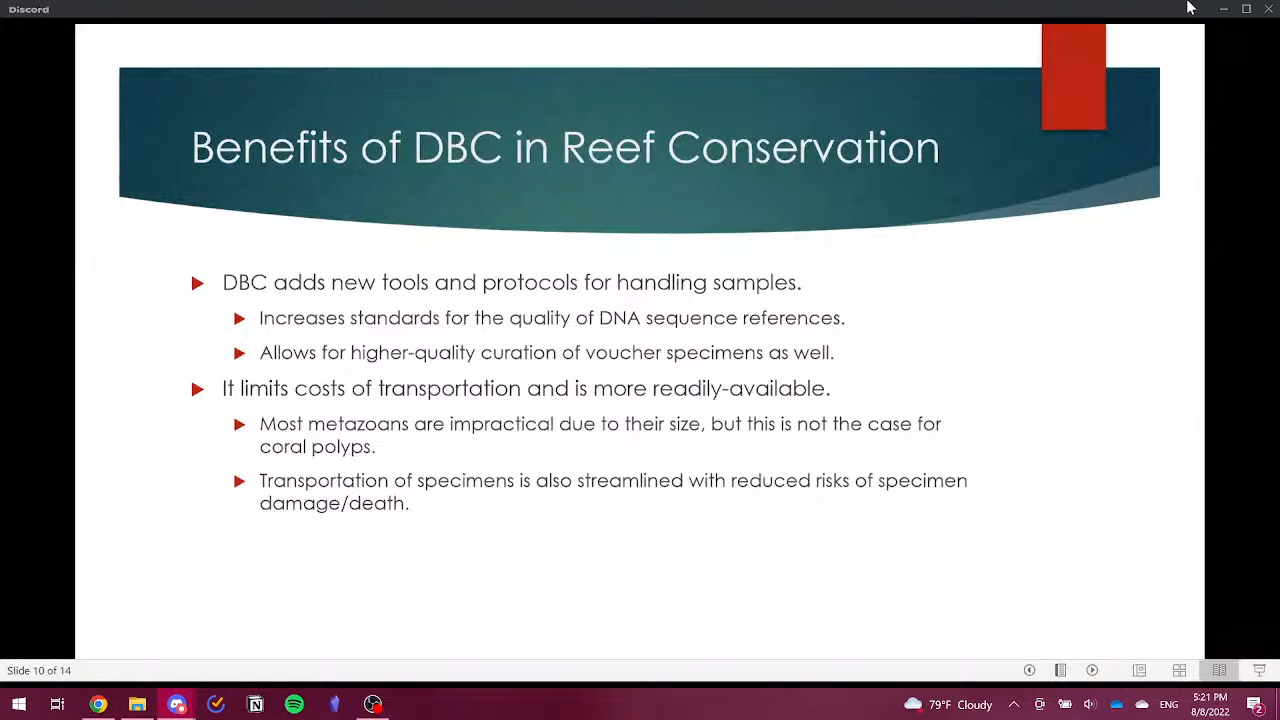 Discord
Benefits of DBC in Reef Conservation
DBC adds new tools and protocols for handling samples.
Increases standards for the quality of DNA sequence references.
Allows for higher-quality curation of voucher specimens as well.
It limits costs of transportation and is more readily-available.
Most metazoans are impractical due to their size, but this is not the case for
coral polyps.
Transportation of specimens is also streamlined with reduced risks of specimen
damage/death.
Slide 10 of 14
79°F Cloudy
ENG
5:21 PM
8/8/2022
2